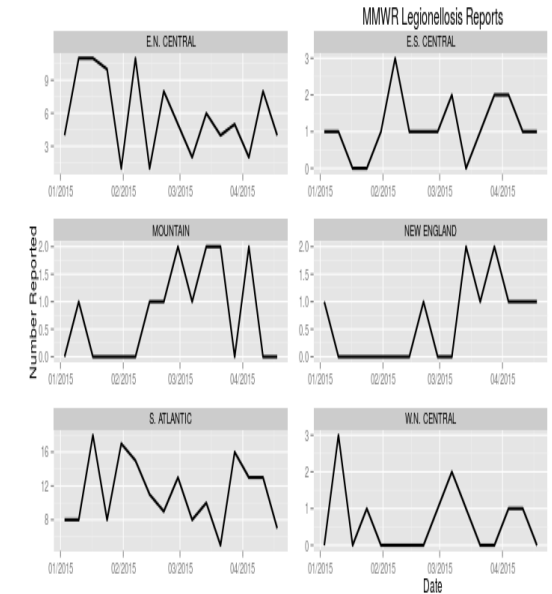 MMWR Legionellosis Reports
E.N. CENTRAL
9
6
3
01/2015 02/2015 03/2015 04/2015
E.S. CENTRAL
3
2
1
0
01/2015 02/2015 03/2015 04/2015
Number Reported
MOUNTAIN
2.0
1.5
1.0
0.5
0.0
01/2015 02/2015 03/2015 04/2015
NEW ENGLAND
2.0
1.5
1.0
0.5
0.0
01/2015 02/2015 03/2015 04/2015
S. ATLANTIC
16
12
8
01/2015 02/2015 03/2015 04/2015
W.N. CENTRAL
3
2
1
0
01/2015 02/2015 03/2015 04/2015
Date